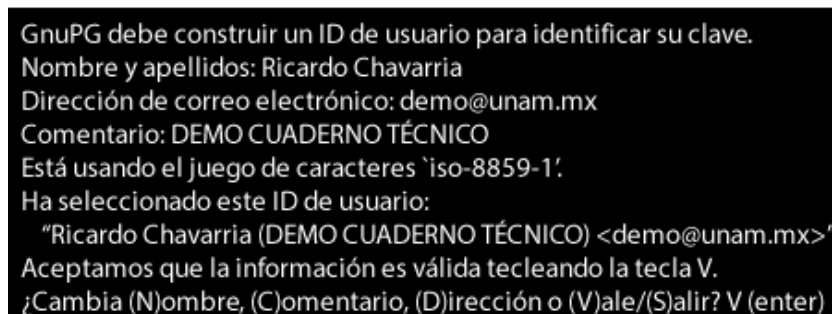 GnuPG debe construir un ID de usuario para identificar su clave.
Nombre y apellidos: Ricardo Chavarria
Dirección de correo electrónico: demo@unam.mx
Comentario: DEMO CUADERNO TÉCNICO
Está usando el juego de caracteres `iso-8859-1’.
Ha seleccionado este ID de usuario:
“Ricardo Chavarria (DEMO CUADERNO TÉCNICO) <demo@unam.mx>”
Aceptamos que la información es válida tecleando la tecla V.
¿Cambia (N)ombre, (C)omentario, (D)irección o (V)ale/(S)alir? V (enter)